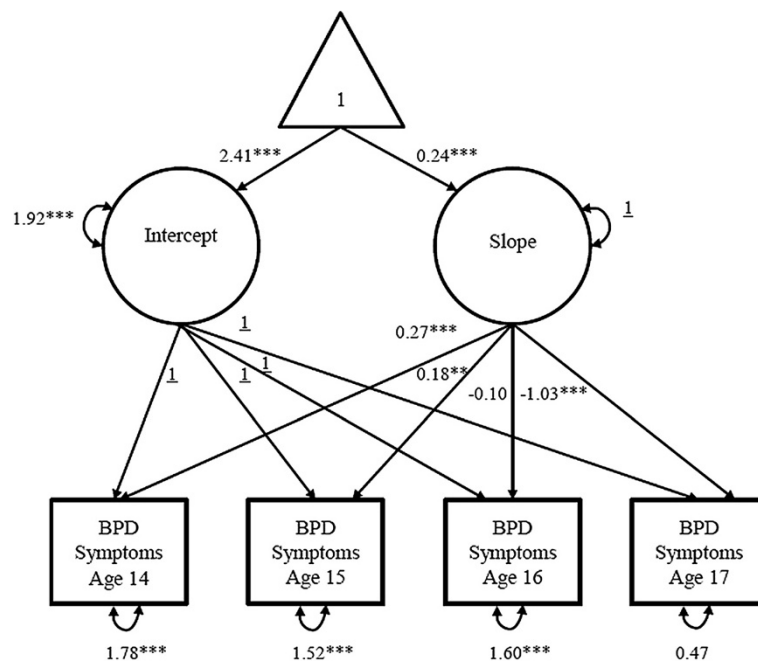 1
2.41***
0.24***
1.92***
Intercept
Slope
1
1
0.27***
1
1
1
0.18**
-0.10
-1.03***
BPD
Symptoms
Age 14
BPD
Symptoms
Age 15
BPD
Symptoms
Age 16
BPD
Symptoms
Age 17
1.78***
1.52***
1.60***
0.47